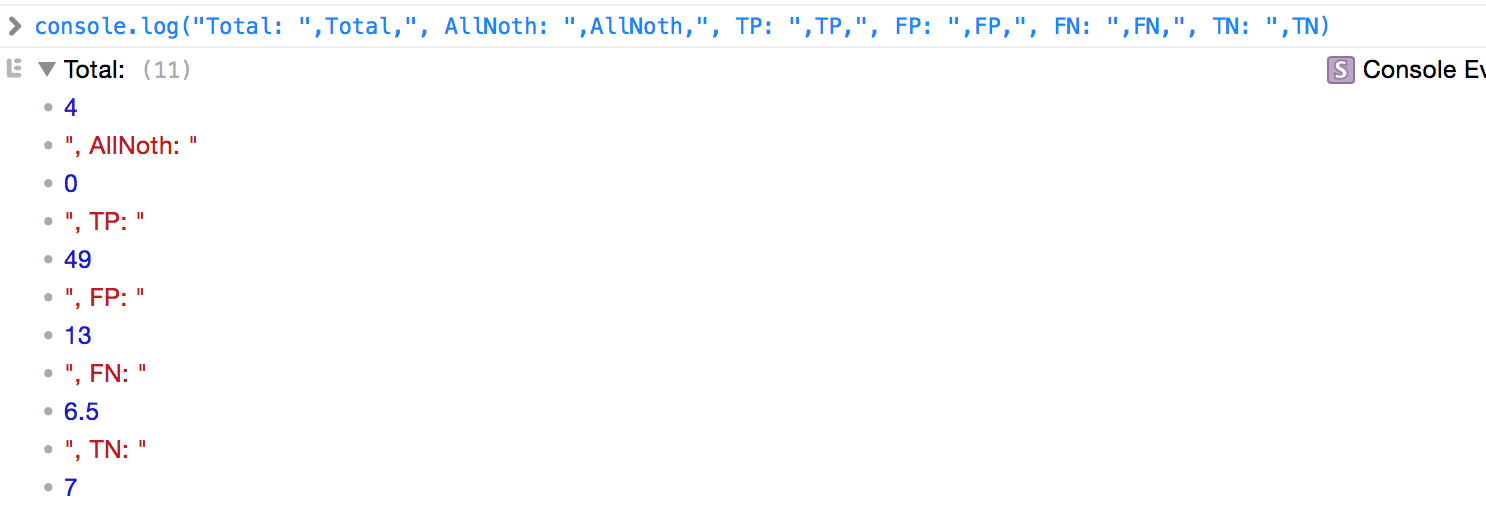 console.log("Total: ",Total,", AllNoth: ",AllNoth,", TP: ",TP,", FP: ",FP,", FN: ",FN,", TN: ",TN)
Total: (11) S Console Ev
4
", AllNoth: "
0
", TP: "
49
", FP: "
13
", FN: "
6.5
", TN: "
7